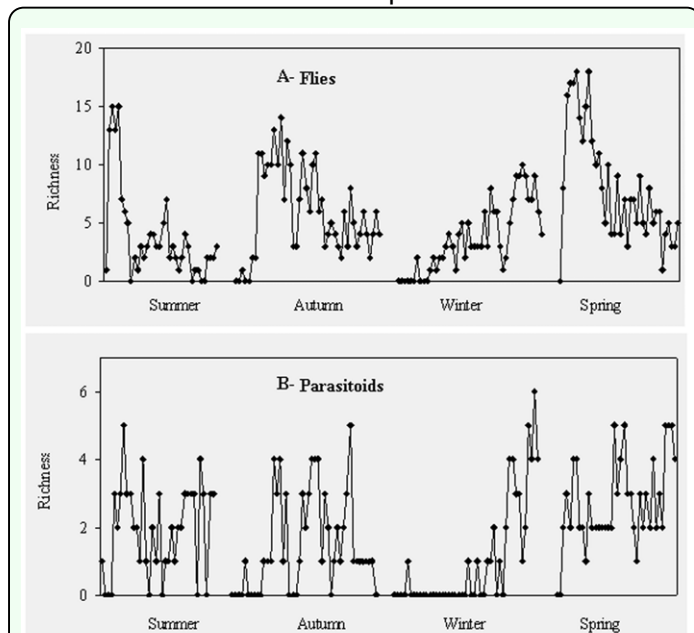 20
A- Flies
15
Richness
10
5
0
Summer Autumn Winter Spring
B- Parasitoids
6
Richness
4
2
0
Summer Autumn Winter Spring